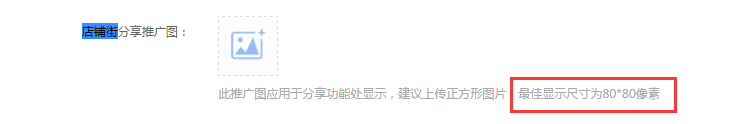 店铺街分享推广图：
此推广图应用于分享功能处显示，建议上传正方形图片 最佳显示尺寸为80*80像素